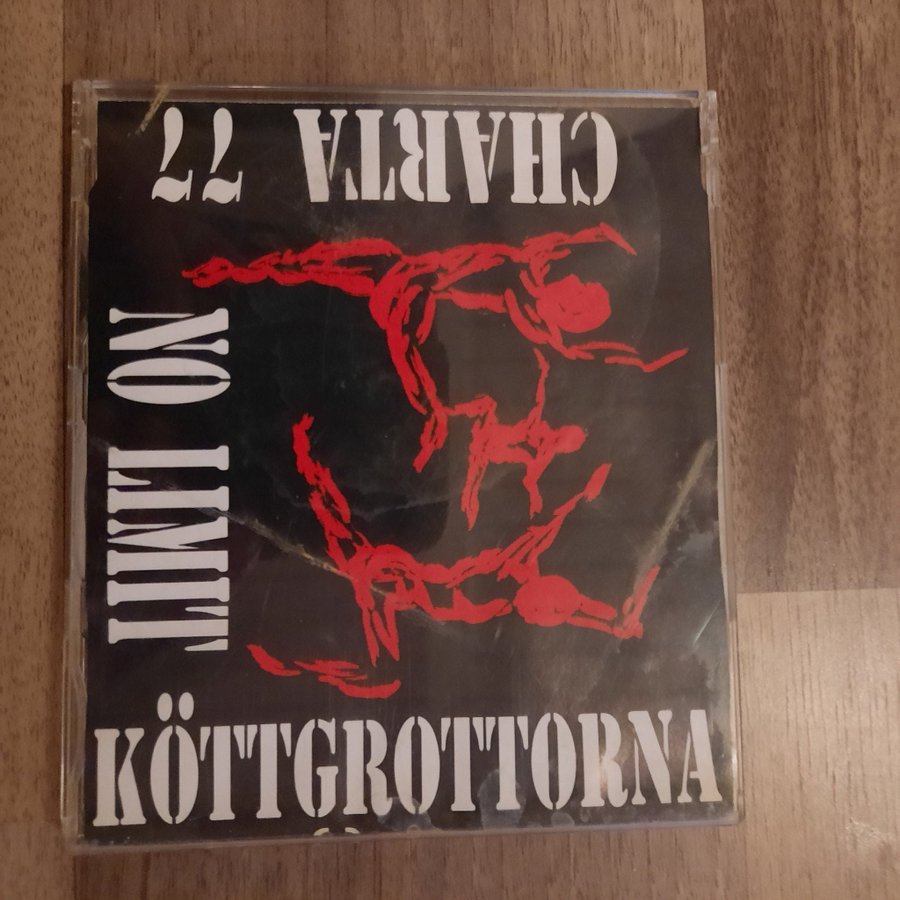 CHARTA 77
NO LIMIT
KÖTTGROTTORNA